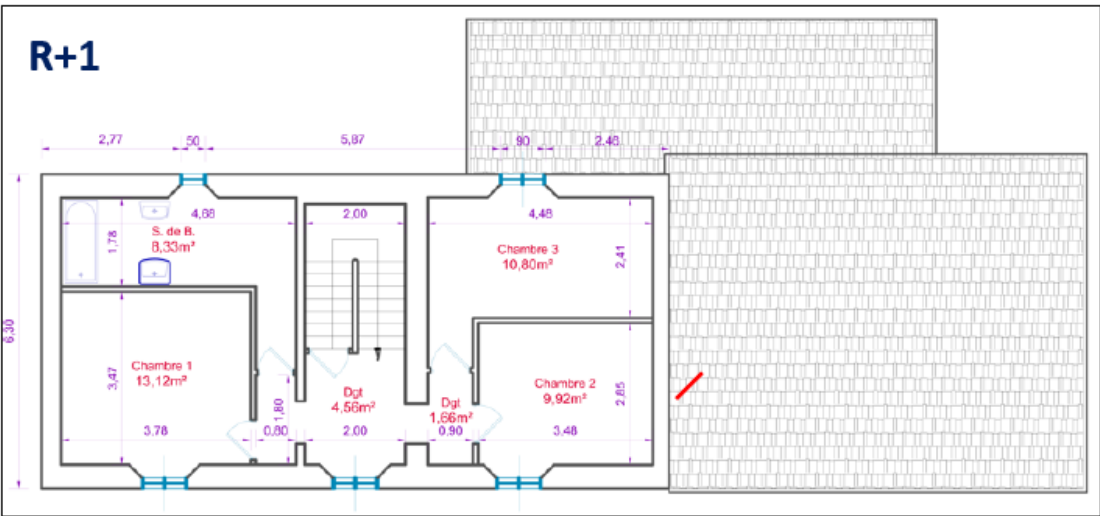 R+1
2,77
50
5,87
90
2,46
4,68
2,00
4,48
S. de B.
8,33m²
1,78
Chambre 3
10,80m²
2,41
6,30
Chambre 1
13,12m²
3,47
Dgt
4,56m²
1,80
Dgt
1,66m²
Chambre 2
9,92m²
2,85
3,78
0,80
2,00
0,90
3,48